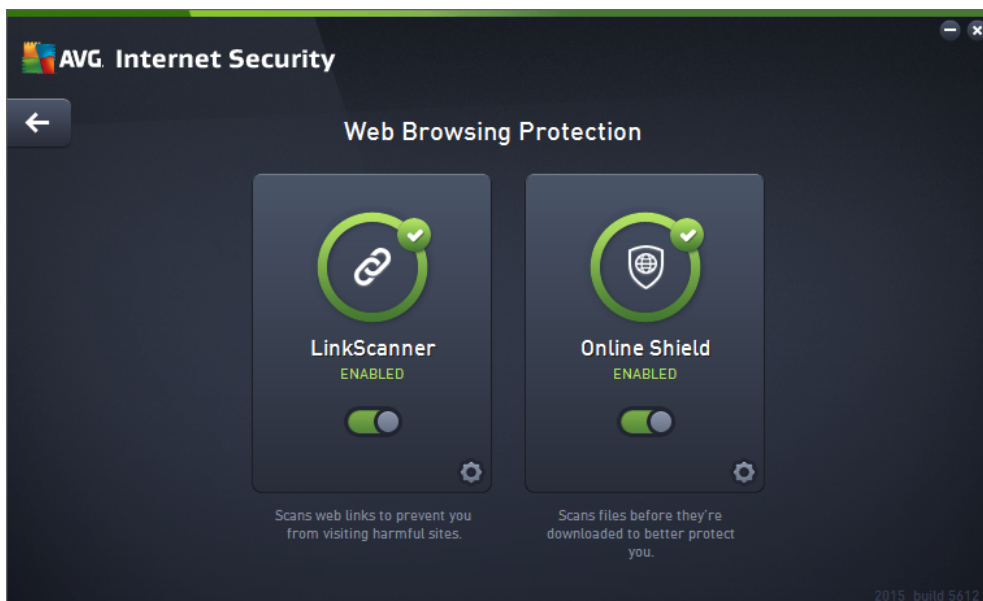 AVG. Internet Security
Web Browsing Protection
LinkScanner
ENABLED
Scans web links to prevent you
from visiting harmful sites.
Online Shield
ENABLED
Scans files before they're
downloaded to better protect
you.
2015 build 5612